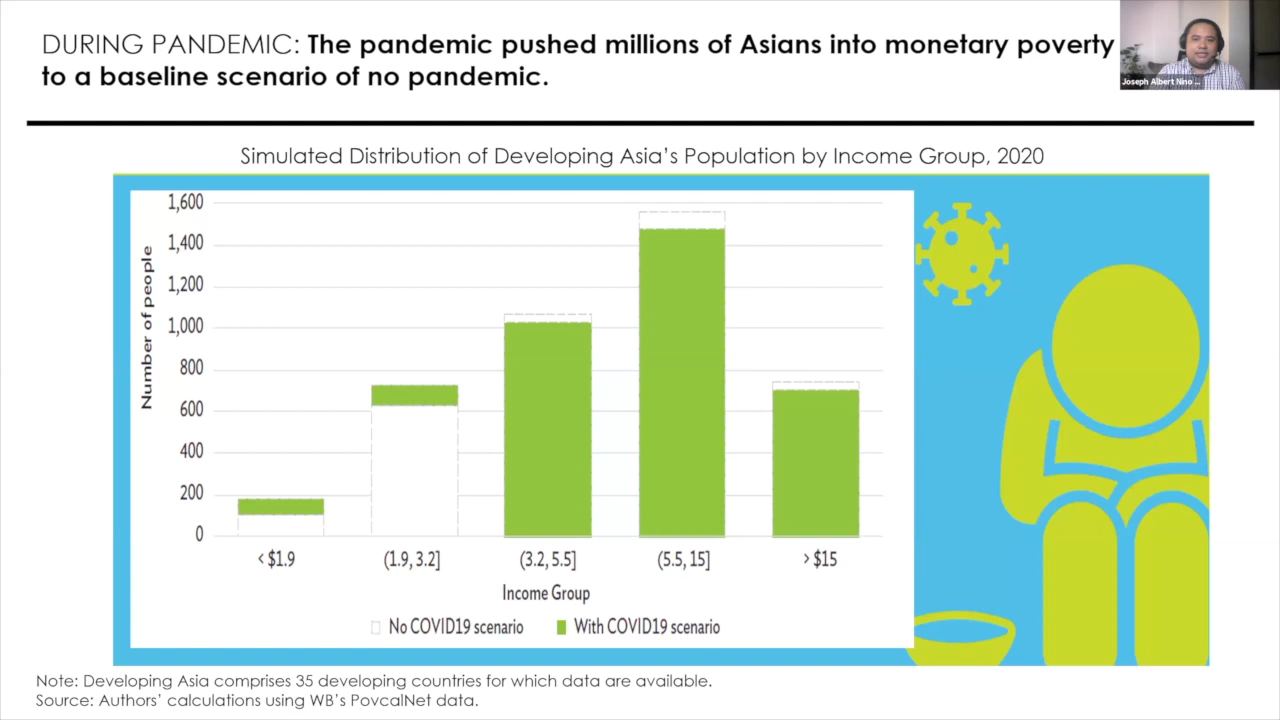 DURING PANDEMIC: The pandemic pushed millions of Asians into monetary poverty
to a baseline scenario of no pandemic.
Joseph Albert Nino ...
Simulated Distribution of Developing Asia's Population by Income Group, 2020
Number of people
1,600
1,400
1,200
1,000
800
600
400
200
0
< $1.9
(1.9, 3.2]
(3.2, 5.5]
(5.5, 15]
> $15
Income Group
No COVID19 scenario
With COVID19 scenario
Note: Developing Asia comprises 35 developing countries for which data are available.
Source: Authors' calculations using WB's PovcalNet data.